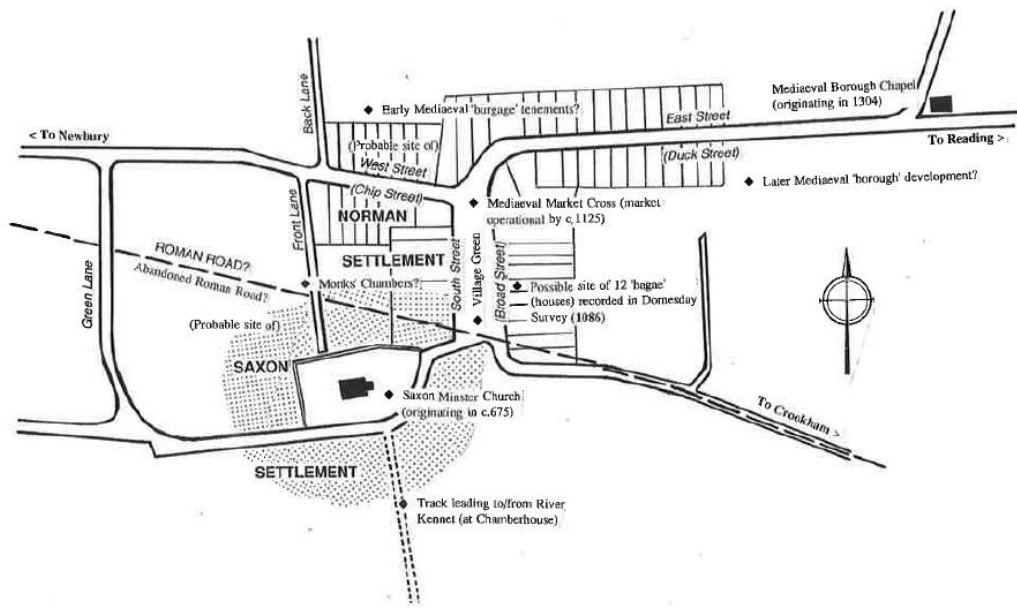 Back Lane
Mediaeval Borough Chapel
(originating in 1304)
Early Mediaeval 'burgage' tenements?
East Street
< To Newbury
(Probable site of)
To Reading >
West Street
(Duck Street)
Later Mediaeval 'borough' development?
(Chip Street)
Mediaeval Market Cross (market
operational by c.1125)
NORMAN
Front Lane
SETTLEMENT
South Street
Village Green
(Broad Street)
ROMAN ROAD?
Abandoned Roman Road?
Green Lane
Monks' Chambers?
Possible site of 12 'hagae'
(houses) recorded in Domesday
Survey (1086)
(Probable site of)
SAXON
Saxon Minster Church
(originating in c.675)
To Crookham >
SETTLEMENT
Track leading to/from River
Kennet (at Chamberhouse)